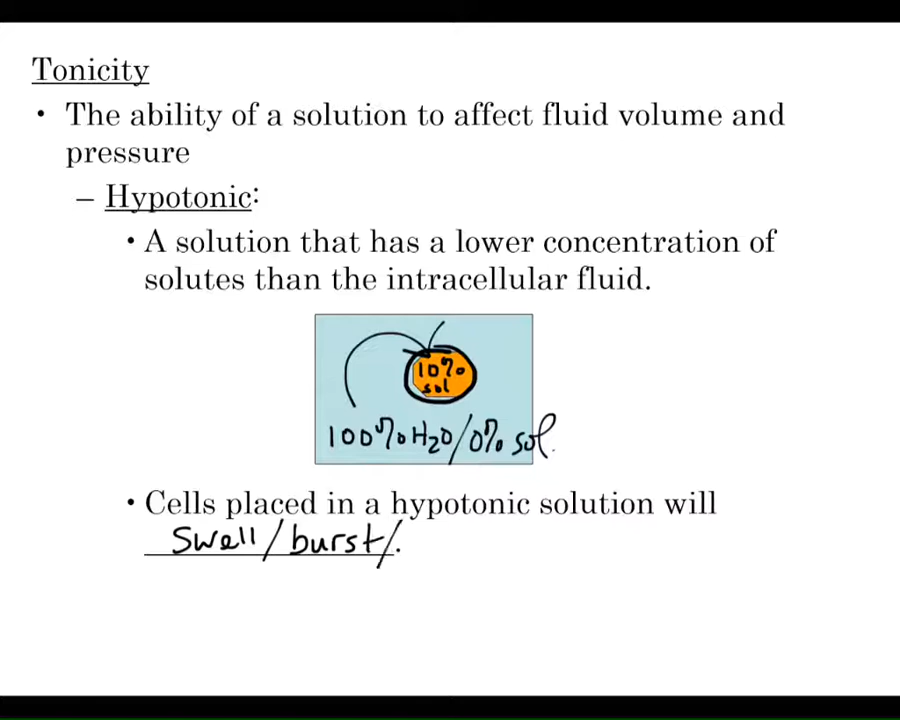 Tonicity
• The ability of a solution to affect fluid volume and
pressure
– Hypotonic:
• A solution that has a lower concentration of
solutes than the intracellular fluid.
10%
sol
100% H2O/0% sol.
• Cells placed in a hypotonic solution will
Swell/burst/.